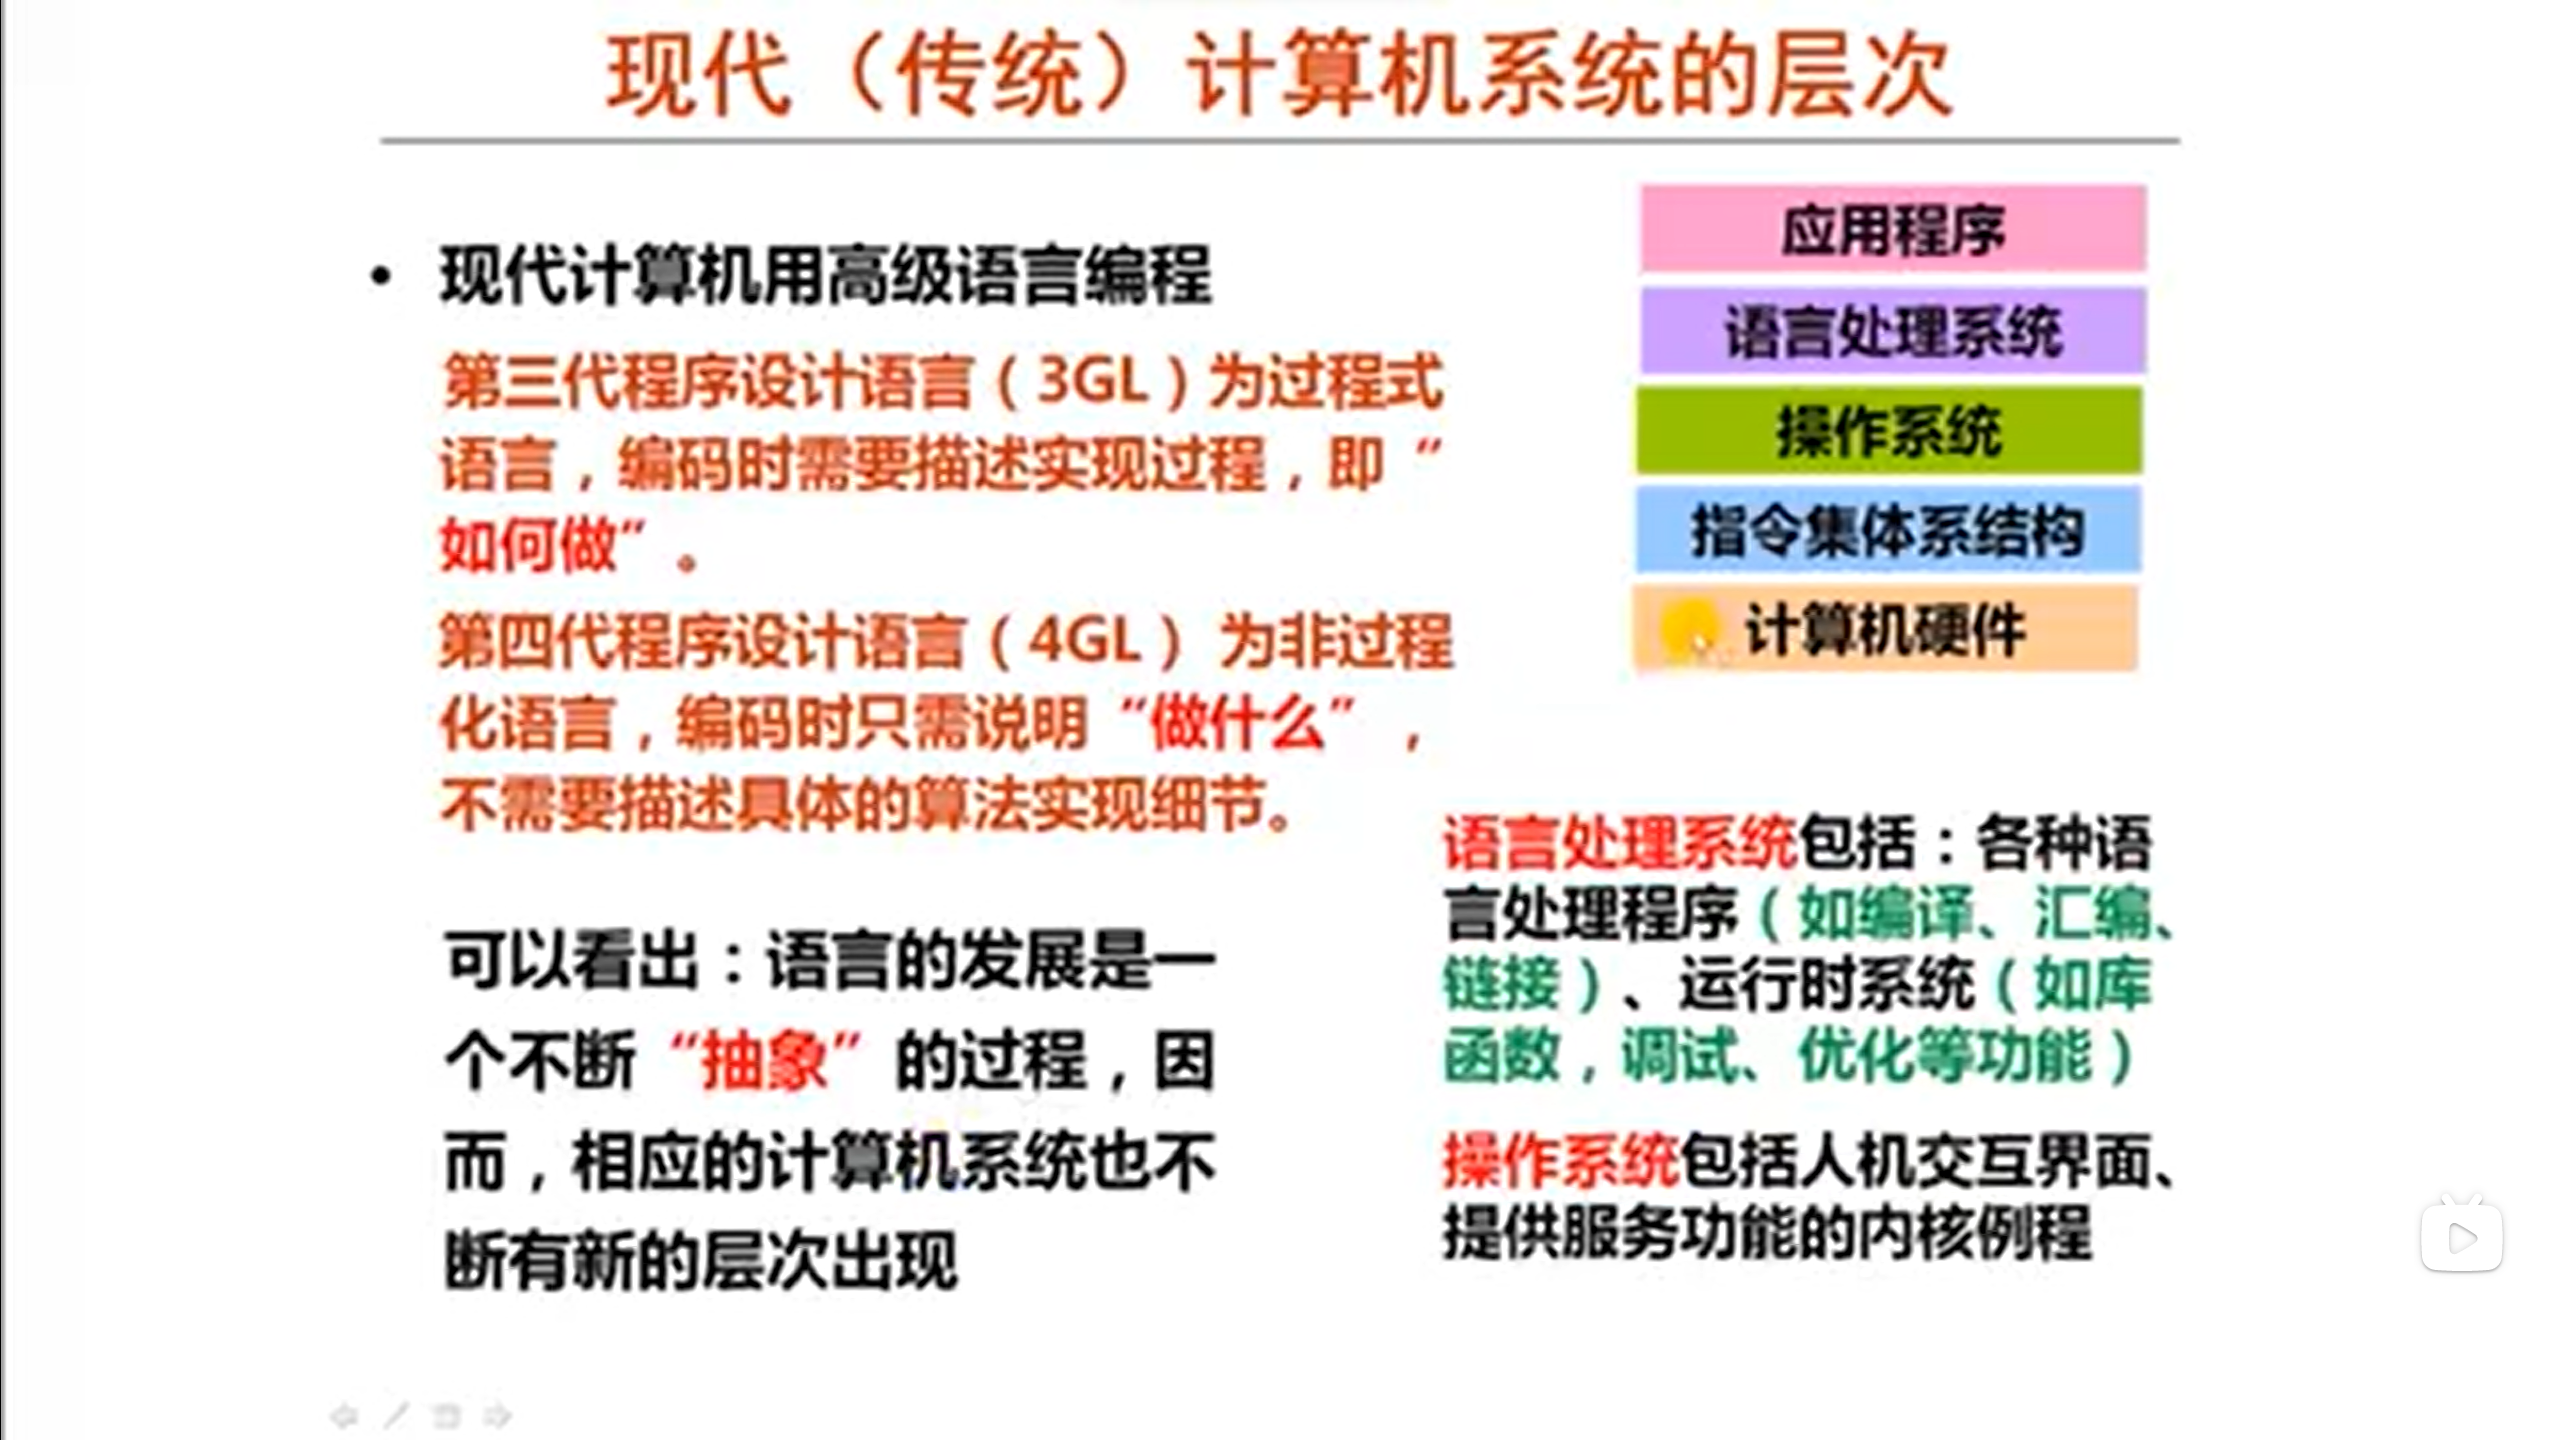 现代（传统）计算机系统的层次
• 现代计算机用高级语言编程
第三代程序设计语言（3GL）为过程式
语言，编码时需要描述实现过程，即“
如何做”。
第四代程序设计语言（4GL） 为非过程
化语言，编码时只需说明“做什么”，
不需要描述具体的算法实现细节。
可以看出：语言的发展是一
个不断“抽象”的过程，因
而，相应的计算机系统也不
断有新的层次出现
应用程序
语言处理系统
操作系统
指令集体系结构
计算机硬件
语言处理系统包括：各种语
言处理程序（如编译、汇编、
链接）、运行时系统（如库
函数，调试、优化等功能）
操作系统包括人机交互界面、
提供服务功能的内核例程